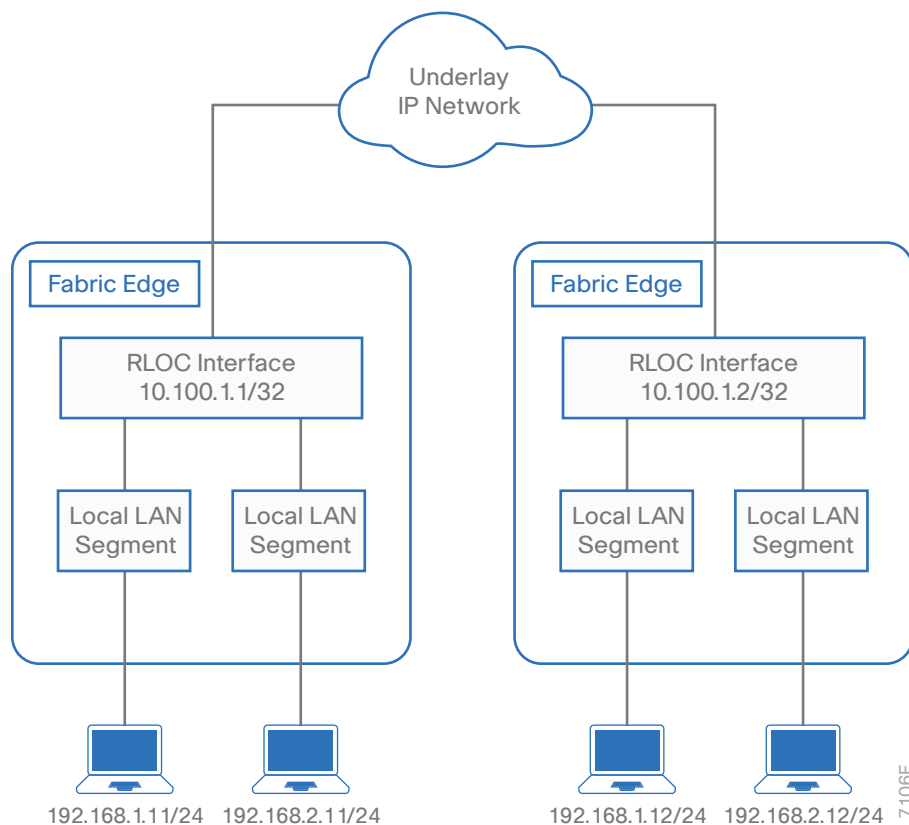 Underlay
IP Network
Fabric Edge
Fabric Edge
RLOC Interface
10.100.1.1/32
RLOC Interface
10.100.1.2/32
Local LAN
Segment
Local LAN
Segment
Local LAN
Segment
Local LAN
Segment
192.168.1.11/24
192.168.2.11/24
192.168.1.12/24
192.168.2.12/24
7106F